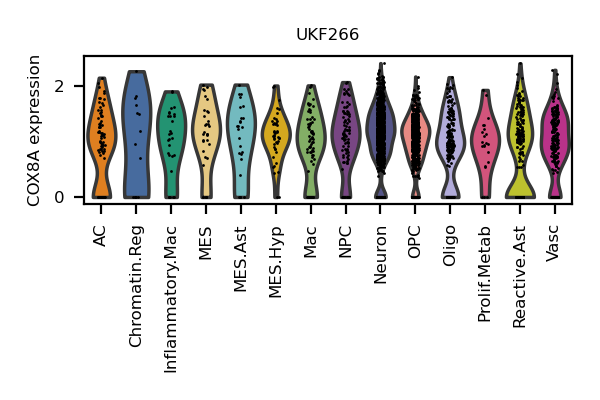 UKF266
COX8A expression
2
0
AC
Chromatin.Reg
Inflammatory.Mac
MES
MES.Ast
MES.Hyp
Mac
NPC
Neuron
OPC
Oligo
Prolif.Metab
Reactive.Ast
Vasc